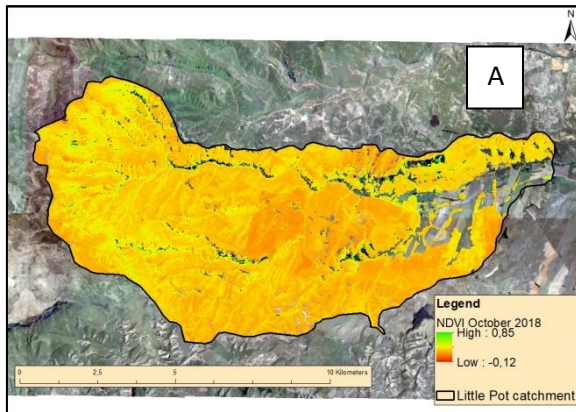 N
A
Legend
NDVI October 2018
High : 0,85
Low : -0,12
Little Pot catchment
0 2,5 5 10 Kilometers